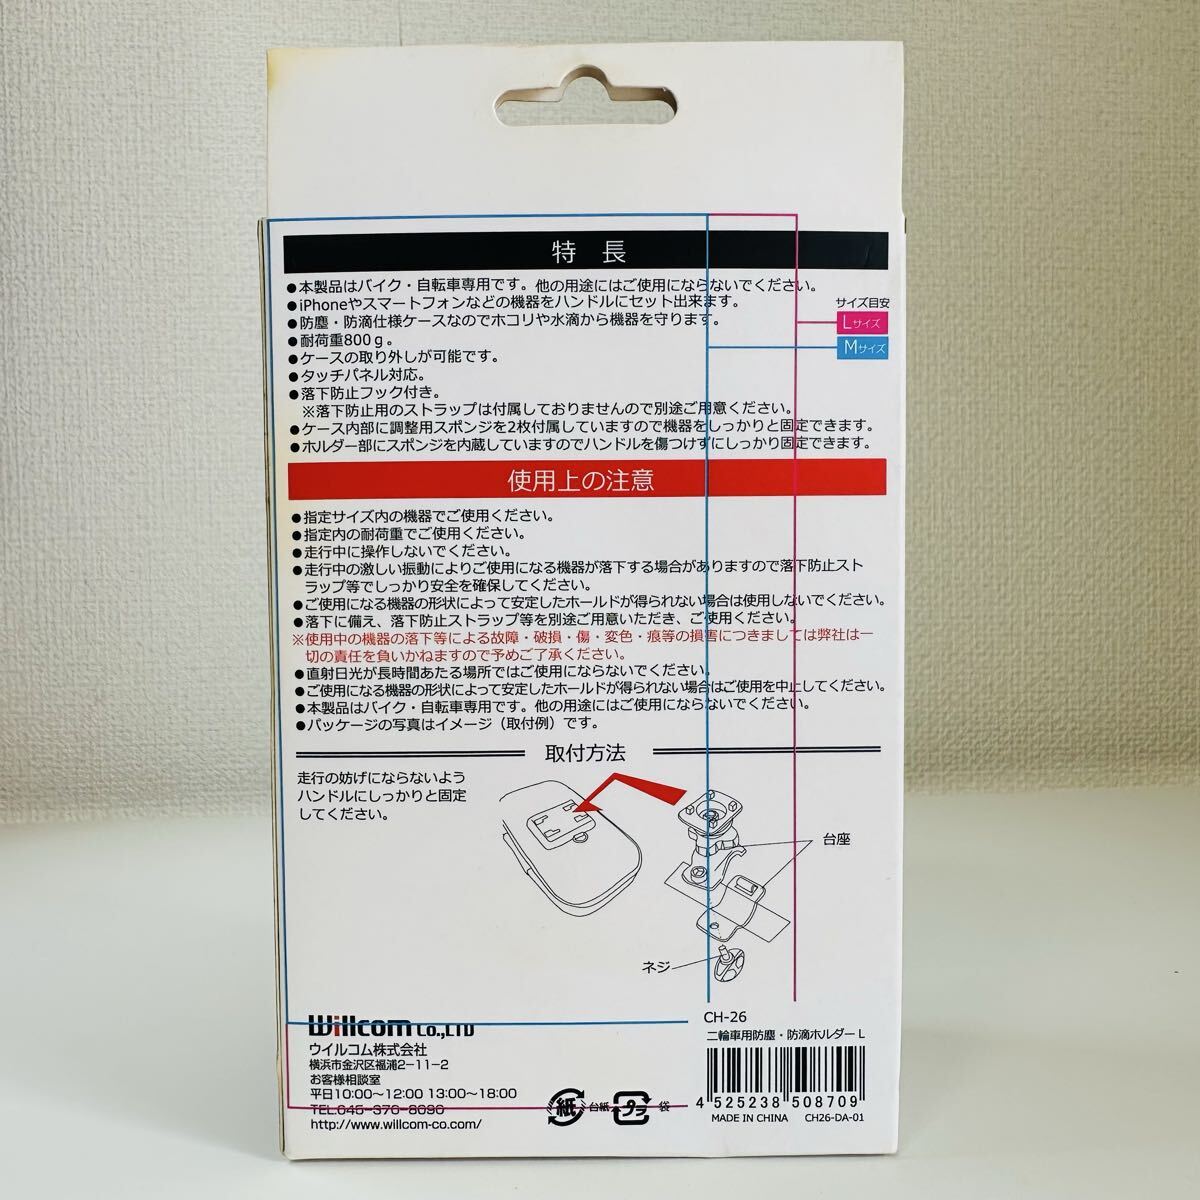 特 長
●本製品はバイク・自転車専用です。他の用途にはご使用にならないでください。
●iPhoneやスマートフォンなどの機器をハンドルにセット出来ます。
●防塵・防滴仕様ケースなのでホコリや水滴から機器を守ります。
●耐荷重800g。
●ケースの取り外しが可能です。
●タッチパネル対応。
●落下防止フック付き。
※落下防止用のストラップは付属しておりませんので別途ご用意ください。
●ケース内部に調整用スポンジを2枚付属していますので機器をしっかりと固定できます。
●ホルダー部にスポンジを内蔵していますのでハンドルを傷つけずにしっかり固定できます。
サイズ目安
Lサイズ
Mサイズ
使用上の注意
●指定サイズ内の機器でご使用ください。
●指定内の耐荷重でご使用ください。
●走行中に操作しないでください。
●走行中の激しい振動によりご使用になる機器が落下する場合がありますので落下防止スト
ラップ等でしっかり安全を確保してください。
●ご使用になる機器の形状によって安定したホールドが得られない場合は使用しないでください。
●落下に備え、落下防止ストラップ等を別途ご用意いただき、ご使用ください。
※使用中の機器の落下等による故障・破損・傷・変色・痕等の損害につきましては弊社は一
切の責任を負いかねますので予めご了承ください。
●直射日光が長時間あたる場所ではご使用にならないでください。
●ご使用になる機器の形状によって安定したホールドが得られない場合はご使用を中止してください。
●本製品はバイク・自転車専用です。他の用途にはご使用にならないでください。
●パッケージの写真はイメージ（取付例）です。
取付方法
走行の妨げにならないよう
ハンドルにしっかりと固定
してください。
台座
ネジ
Willcom Co.,LTD
ウイルコム株式会社
横浜市金沢区福浦2-11-2
お客様相談室
平日10:00~12:00 13:00~18:00
TEL.045-370-8090
http://www.willcom-co.com/
紙 台紙 プラ 袋
CH-26
二輪車用防塵・防滴ホルダー L
4 525238 508709
MADE IN CHINA CH26-DA-01